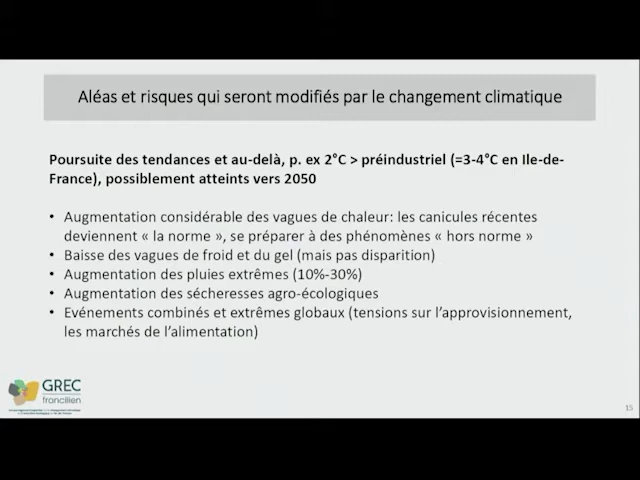 Aléas et risques qui seront modifiés par le changement climatique
Poursuite des tendances et au-delà, p. ex 2°C > préindustriel (=3-4°C en Ile-de-
France), possiblement atteints vers 2050
• Augmentation considérable des vagues de chaleur: les canicules récentes
deviennent « la norme », se préparer à des phénomènes « hors norme »
• Baisse des vagues de froid et du gel (mais pas disparition)
• Augmentation des pluies extrêmes (10%-30%)
• Augmentation des sécheresses agro-écologiques
• Evénements combinés et extrêmes globaux (tensions sur l’approvisionnement,
les marchés de l’alimentation)
GREC
francilien
15